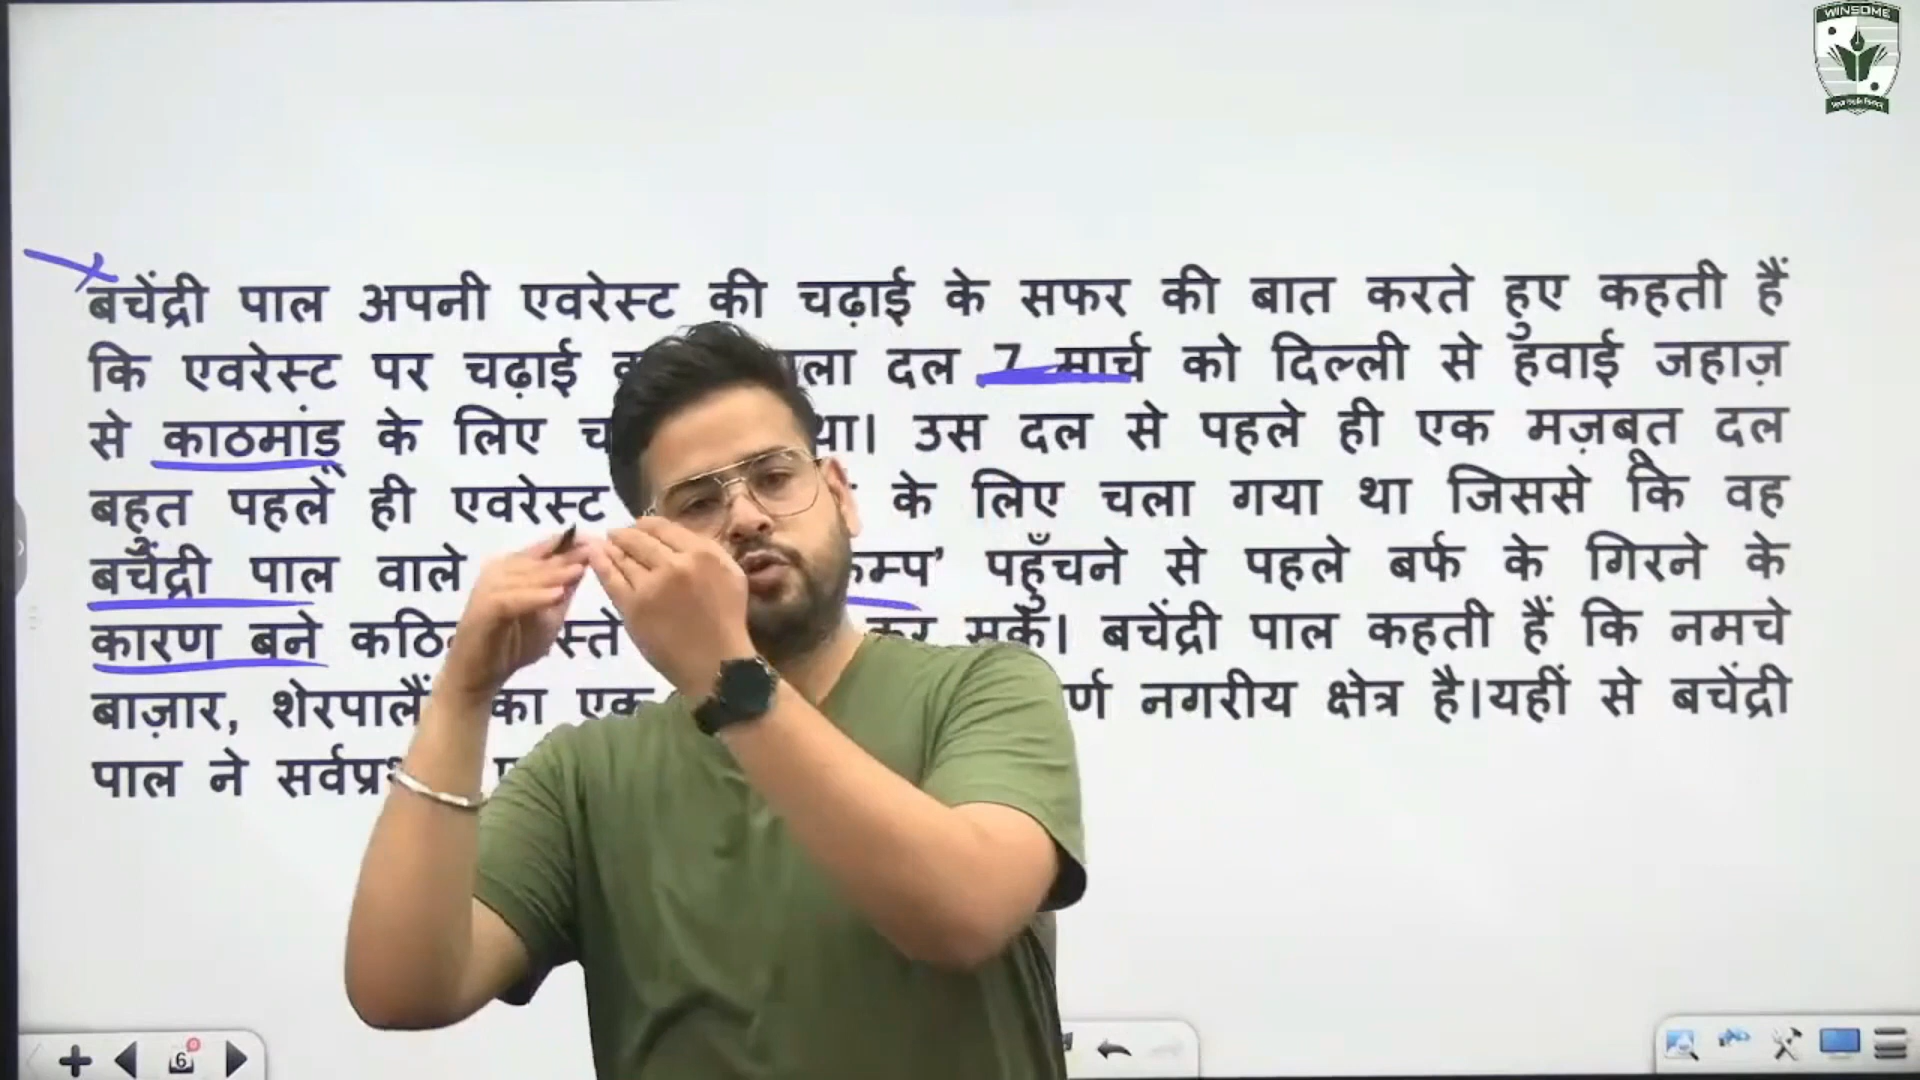 WINSOME
बचेंद्री पाल अपनी एवरेस्ट की चढ़ाई के सफर की बात करते हुए कहती हैं
कि एवरेस्ट पर चढ़ाई ला दल 7 मार्च को दिल्ली से हवाई जहाज़
से काठमांडू के लिए च था। उस दल से पहले ही एक मज़बूत दल
बहुत पहले ही एवरेस्ट के लिए चला गया था जिससे कि वह
बचेंद्री पाल वाले कैम्प’ पहुँचने से पहले बर्फ के गिरने के
कारण बने कठि स्ते कर सकें। बचेंद्री पाल कहती हैं कि नमचे
बाज़ार, शेरपालैं का एक र्ण नगरीय क्षेत्र है।यहीं से बचेंद्री
पाल ने सर्वप्र
6